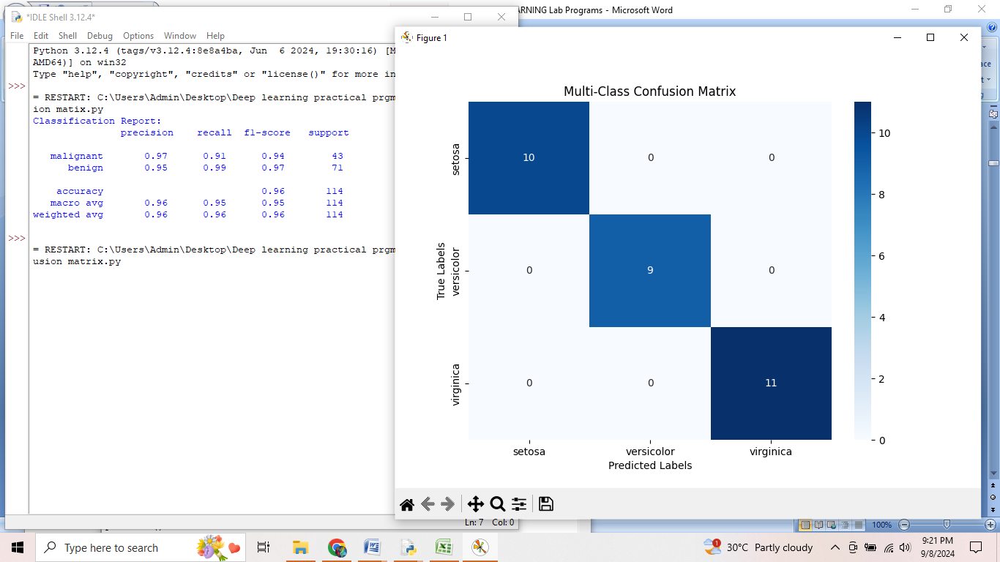 *IDLE Shell 3.12.4*
File Edit Shell Debug Options Window Help
Python 3.12.4 (tags/v3.12.4:8e8a4ba, Jun  6 2024, 19:30:16) [M
AMD64)] on win32
Type "help", "copyright", "credits" or "license()" for more in
>>>
= RESTART: C:\Users\Admin\Desktop\Deep learning practical prgm
ion matix.py
Classification Report:
precision recall f1-score support
malignant 0.97 0.91 0.94 43
benign 0.95 0.99 0.97 71
accuracy 0.96 114
macro avg 0.96 0.95 0.95 114
weighted avg 0.96 0.96 0.96 114
>>>
= RESTART: C:\Users\Admin\Desktop\Deep learning practical prgm
usion matrix.py
Ln: 7 Col: 0
ARNING Lab Programs - Microsoft Word
Figure 1
Multi-Class Confusion Matrix
True Labels
setosa
versicolor
virginica
10 0 0
0 9 0
0 0 11
setosa versicolor virginica
Predicted Labels
10
8
6
4
2
0
ace
100%
Type here to search
1
30°C Partly cloudy
9:21 PM
9/8/2024